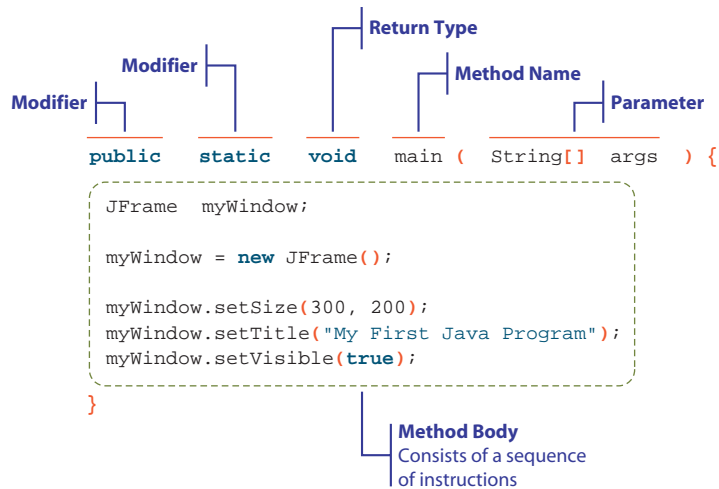 Return Type
Modifier
Method Name
Modifier
Parameter
public static void main ( String[] args ) {
JFrame myWindow;
myWindow = new JFrame();
myWindow.setSize(300, 200);
myWindow.setTitle("My First Java Program");
myWindow.setVisible(true);
}
Method Body
Consists of a sequence
of instructions